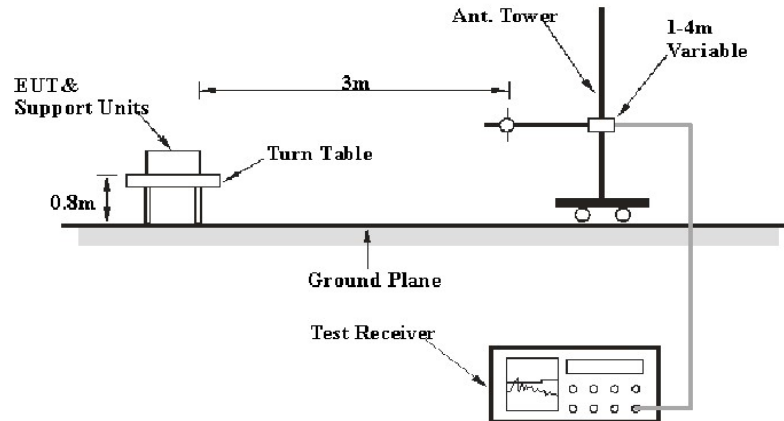 Ant. Tower
1-4m
Variable
EUT&
Support Units
3m
Turn Table
0.8m
Ground Plane
Test Receiver